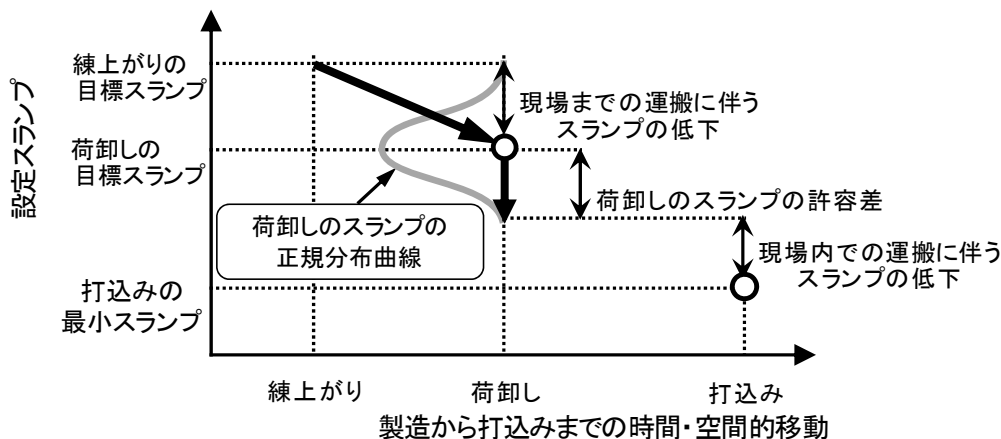 設定スランプ
練上がりの
目標スランプ
現場までの運搬に伴う
スランプの低下
荷卸しの
目標スランプ
荷卸しのスランプの許容差
荷卸しのスランプの
正規分布曲線
現場内での運搬に伴う
スランプの低下
打込みの
最小スランプ
練上がり
荷卸し
打込み
製造から打込みまでの時間・空間的移動